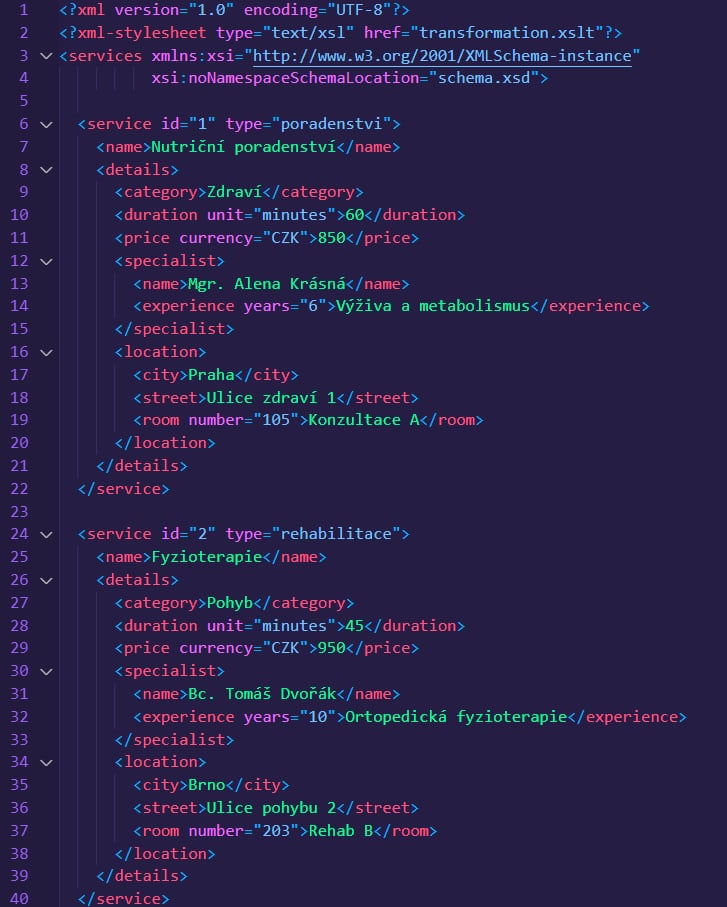 1 <?xml version="1.0" encoding="UTF-8"?>
2 <?xml-stylesheet type="text/xsl" href="transformation.xslt"?>
3 <services xmlns:xsi="http://www.w3.org/2001/XMLSchema-instance"
4           xsi:noNamespaceSchemaLocation="schema.xsd">
5
6   <service id="1" type="poradenstvi">
7     <name>Nutriční poradenství</name>
8     <details>
9       <category>Zdraví</category>
10       <duration unit="minutes">60</duration>
11       <price currency="CZK">850</price>
12       <specialist>
13         <name>Mgr. Alena Krásná</name>
14         <experience years="6">Výživa a metabolismus</experience>
15       </specialist>
16       <location>
17         <city>Praha</city>
18         <street>Ulice zdraví 1</street>
19         <room number="105">Konzultace A</room>
20       </location>
21     </details>
22   </service>
23
24   <service id="2" type="rehabilitace">
25     <name>Fyzioterapie</name>
26     <details>
27       <category>Pohyb</category>
28       <duration unit="minutes">45</duration>
29       <price currency="CZK">950</price>
30       <specialist>
31         <name>Bc. Tomáš Dvořák</name>
32         <experience years="10">Ortopedická fyzioterapie</experience>
33       </specialist>
34       <location>
35         <city>Brno</city>
36         <street>Ulice pohybu 2</street>
37         <room number="203">Rehab B</room>
38       </location>
39     </details>
40   </service>